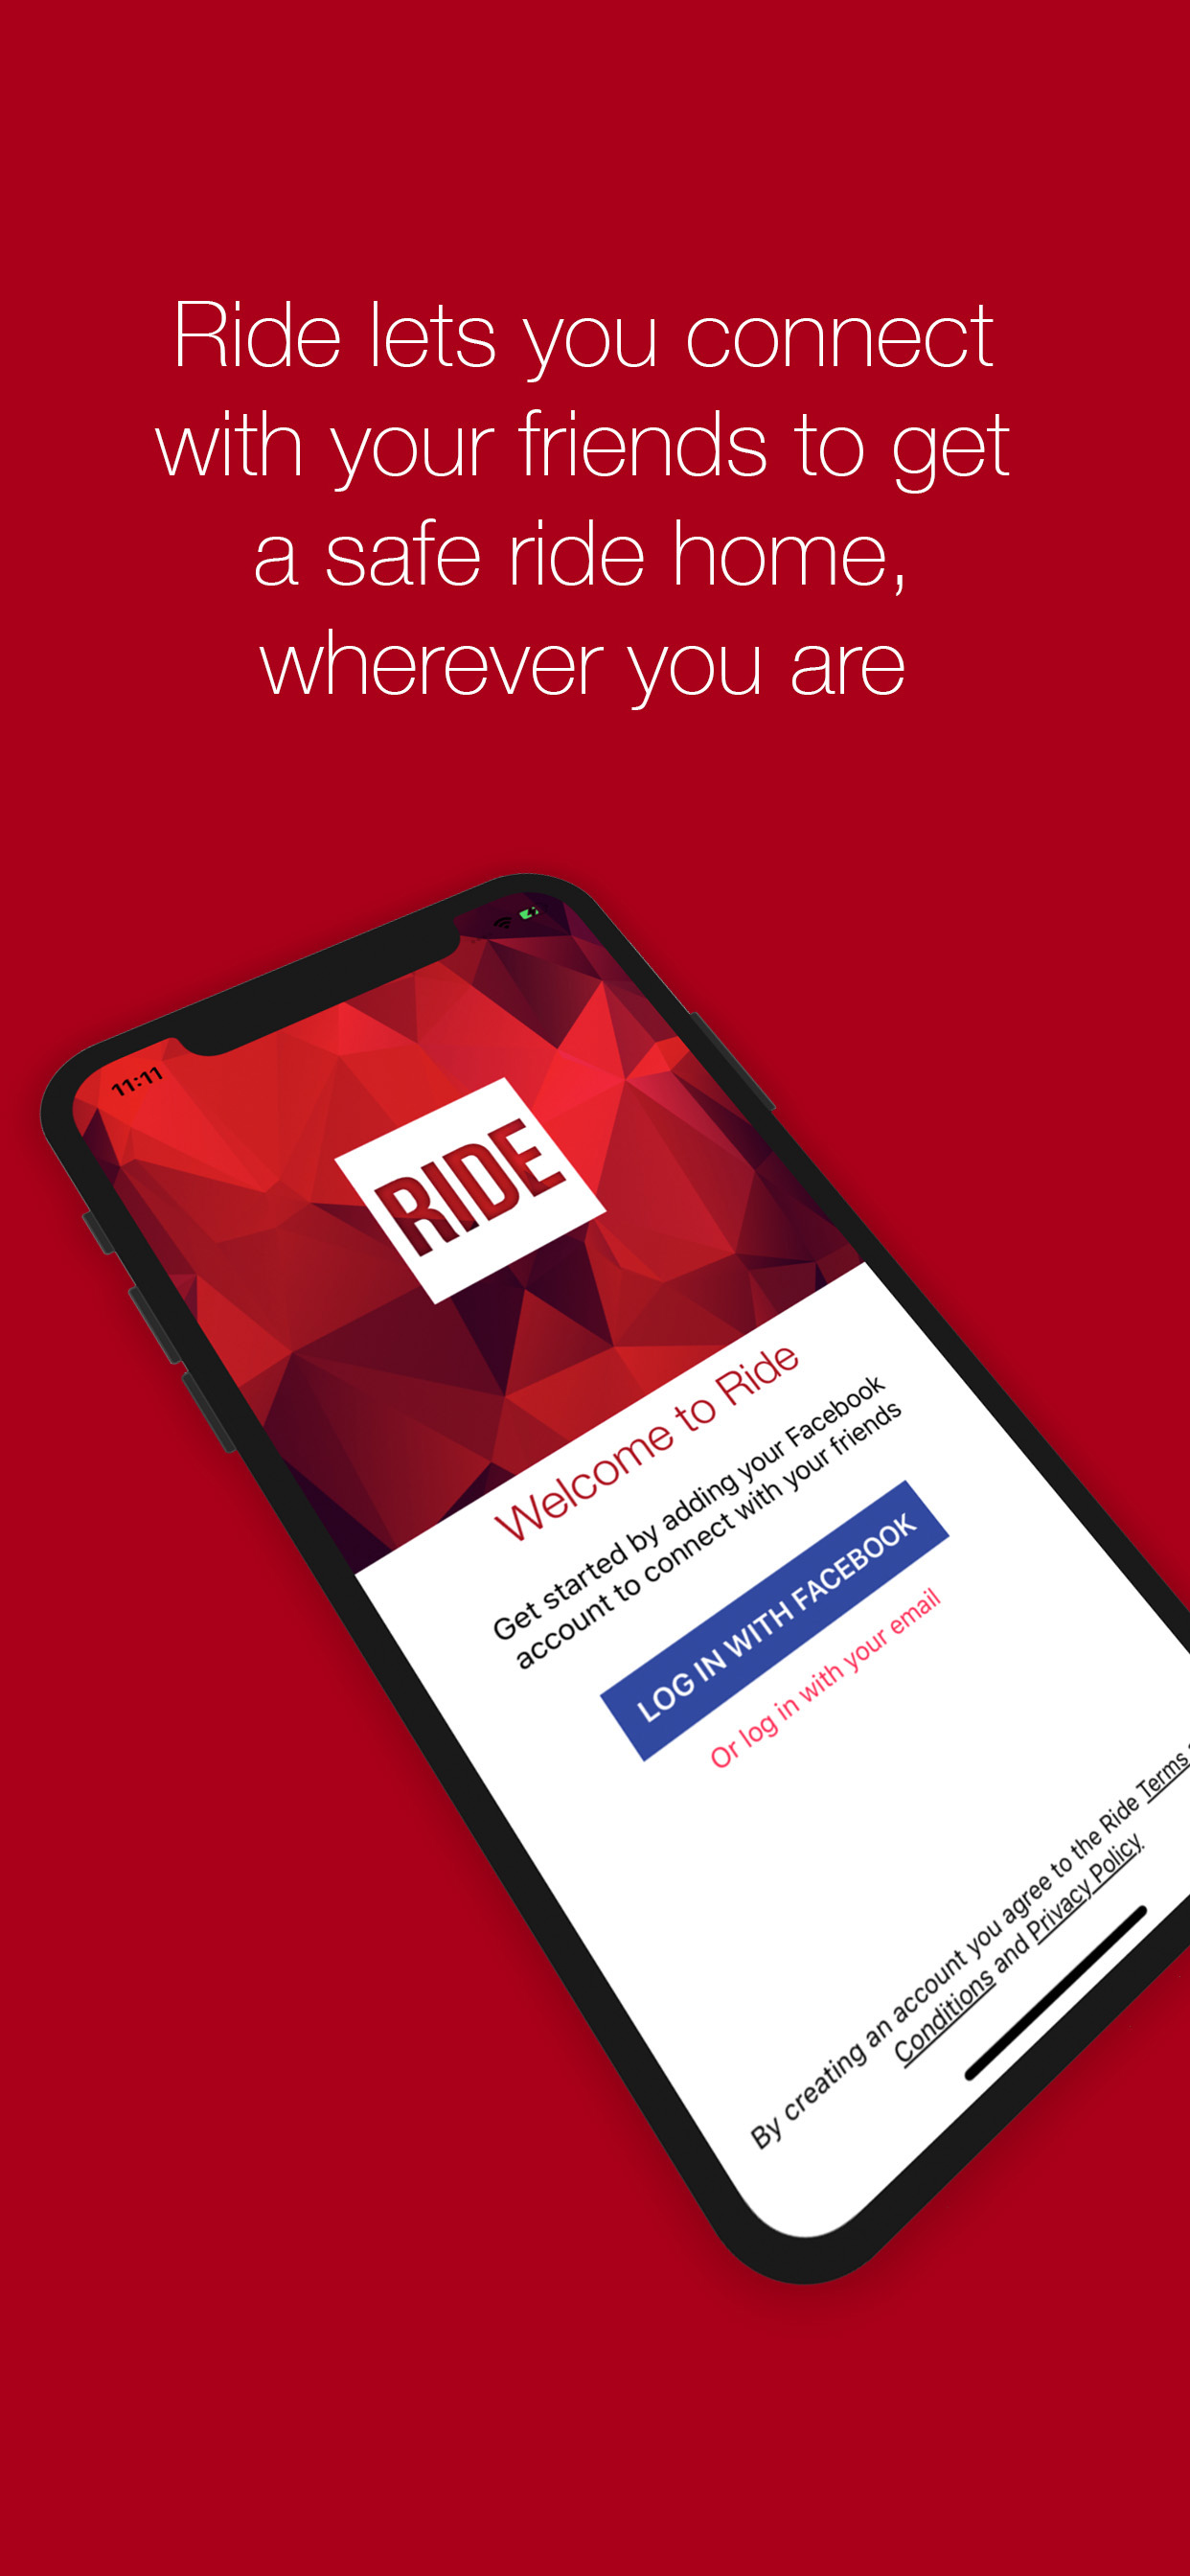 Ride lets you connect
with your friends to get
a safe ride home,
wherever you are
11:11
RIDE
Welcome to Ride
Get started by adding your Facebook
account to connect with your friends
LOG IN WITH FACEBOOK
Or log in with your email
By creating an account you agree to the Ride Terms
Conditions and Privacy Policy.